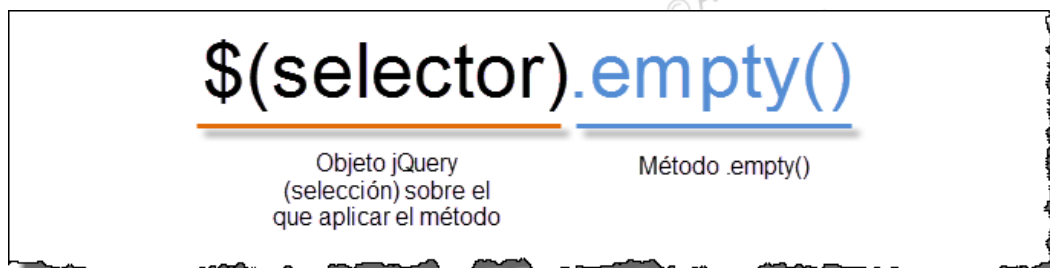 $(selector).empty()
Objeto jQuery
(selección) sobre el
que aplicar el método
Método .empty()